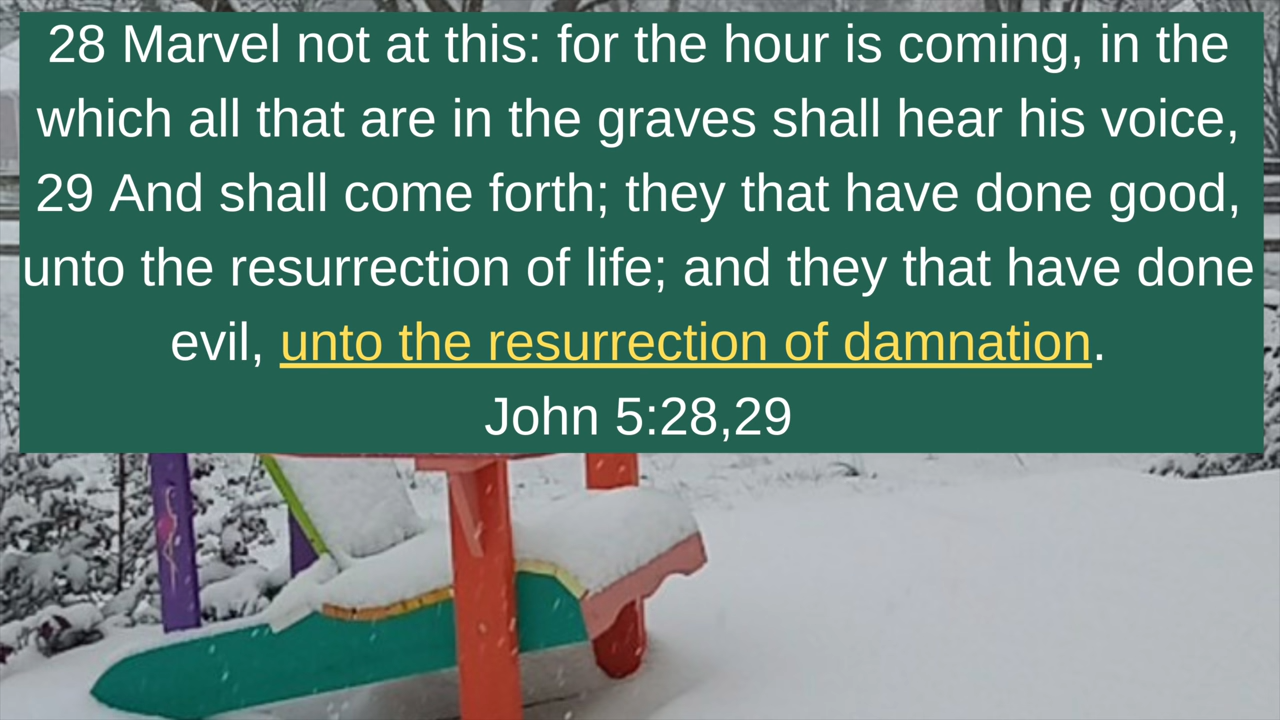 28 Marvel not at this: for the hour is coming, in the
which all that are in the graves shall hear his voice,
29 And shall come forth; they that have done good,
unto the resurrection of life; and they that have done
evil, unto the resurrection of damnation.
John 5:28,29